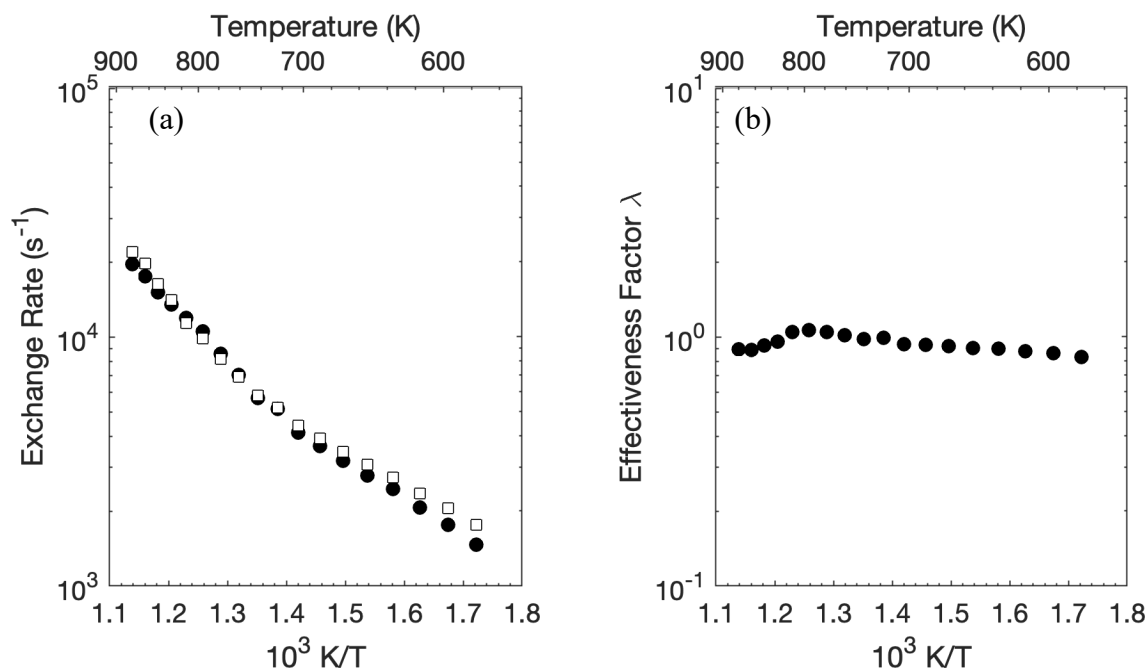 Temperature (K)
900 800 700 600
10^5
(a)
Exchange Rate (s^-1)
10^4
10^3
1.1 1.2 1.3 1.4 1.5 1.6 1.7 1.8
10^3 K/T
Temperature (K)
900 800 700 600
10^1
(b)
Effectiveness Factor λ
10^0
10^-1
1.1 1.2 1.3 1.4 1.5 1.6 1.7 1.8
10^3 K/T